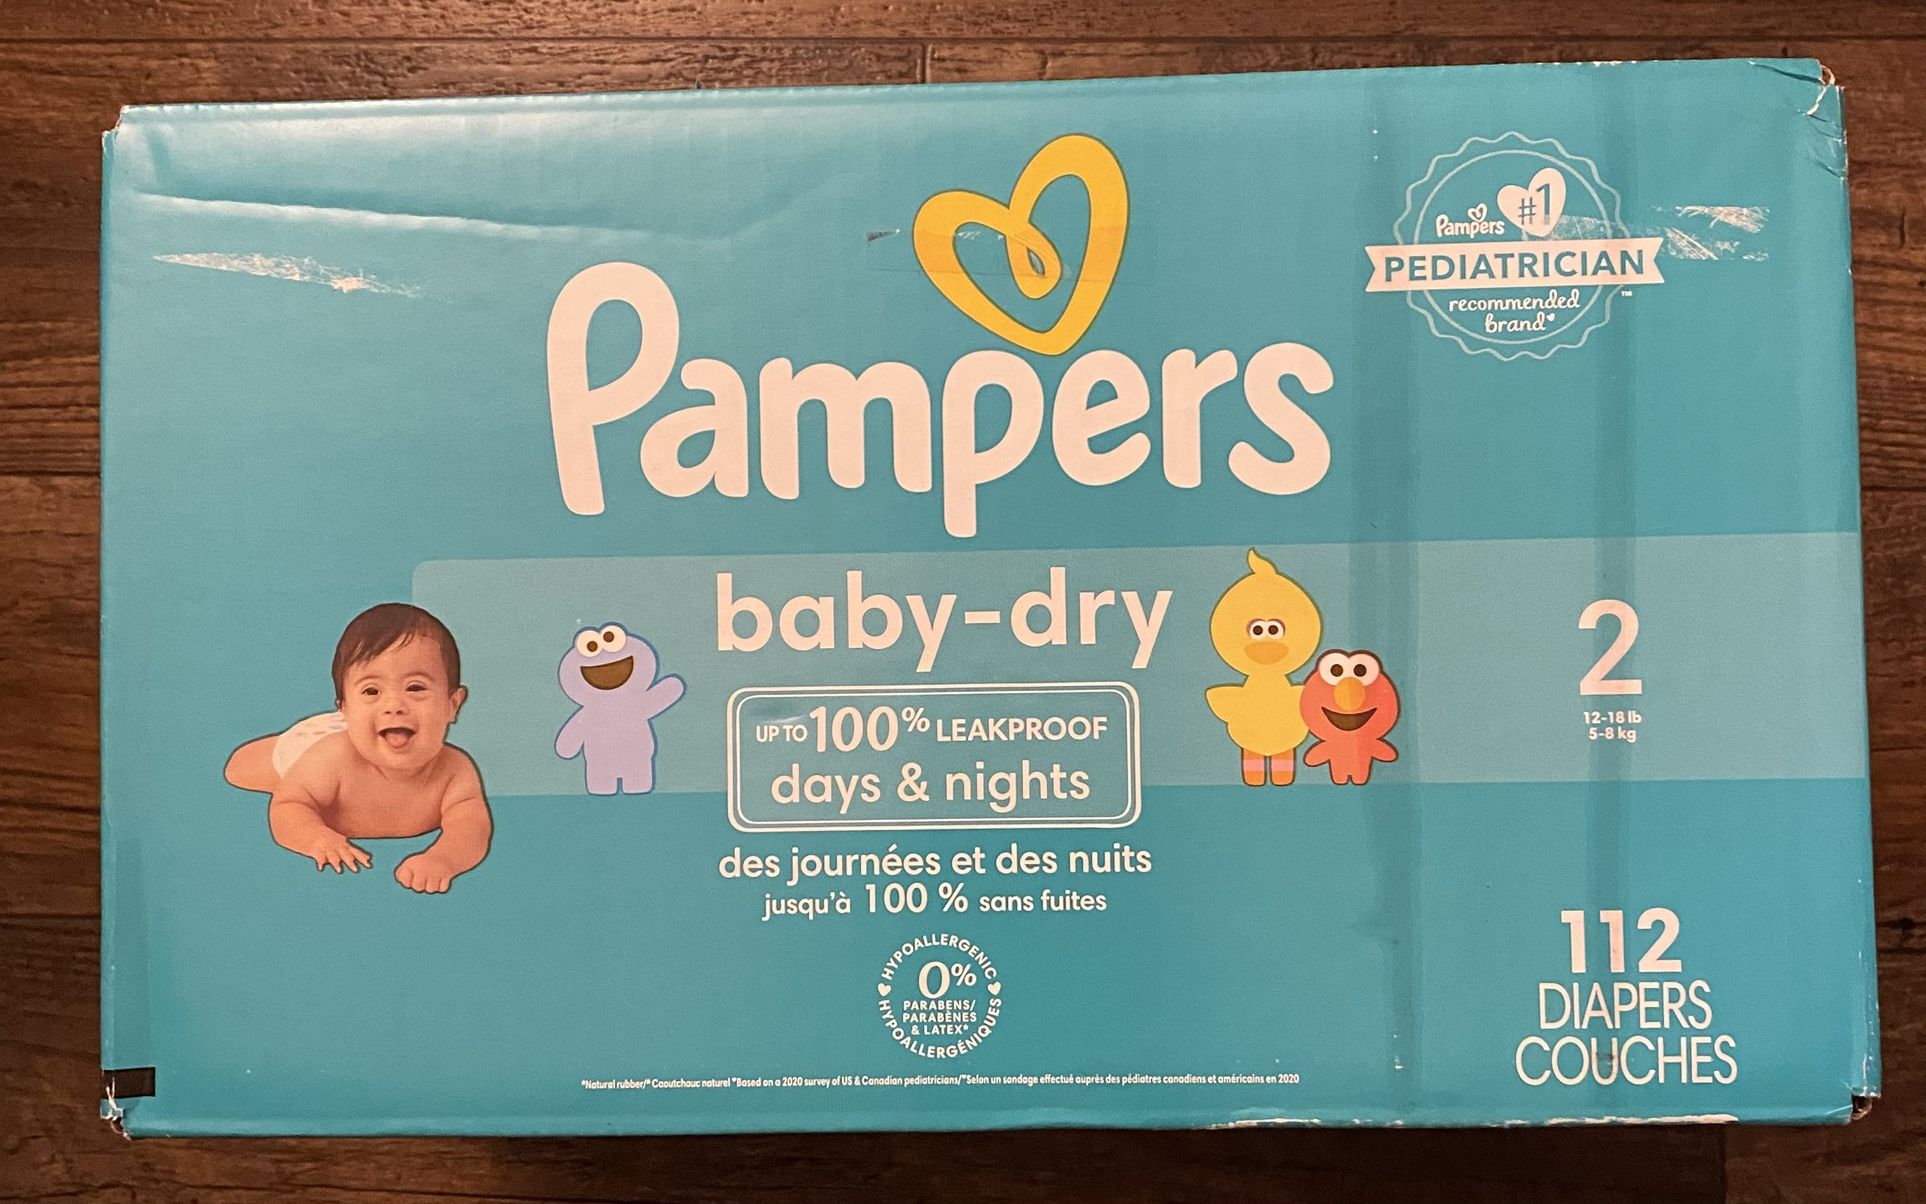 Pampers #1
PEDIATRICIAN
recommended
brand
TM
Pampers
baby-dry
UP TO 100% LEAKPROOF
days & nights
des journées et des nuits
jusqu'à 100 % sans fuites
2
12-18 lb
5-8 kg
HYPOALLERGENIC
0%
PARABENS/
PARABÈNES
& LATEX*
HYPOALLERGÉNIQUES
112
DIAPERS
COUCHES
*Natural rubber/* Caoutchouc naturel ♥Based on a 2020 survey of US & Canadian pediatricians/♥Selon un sondage effectué auprès des pédiatres canadiens et américains en 2020